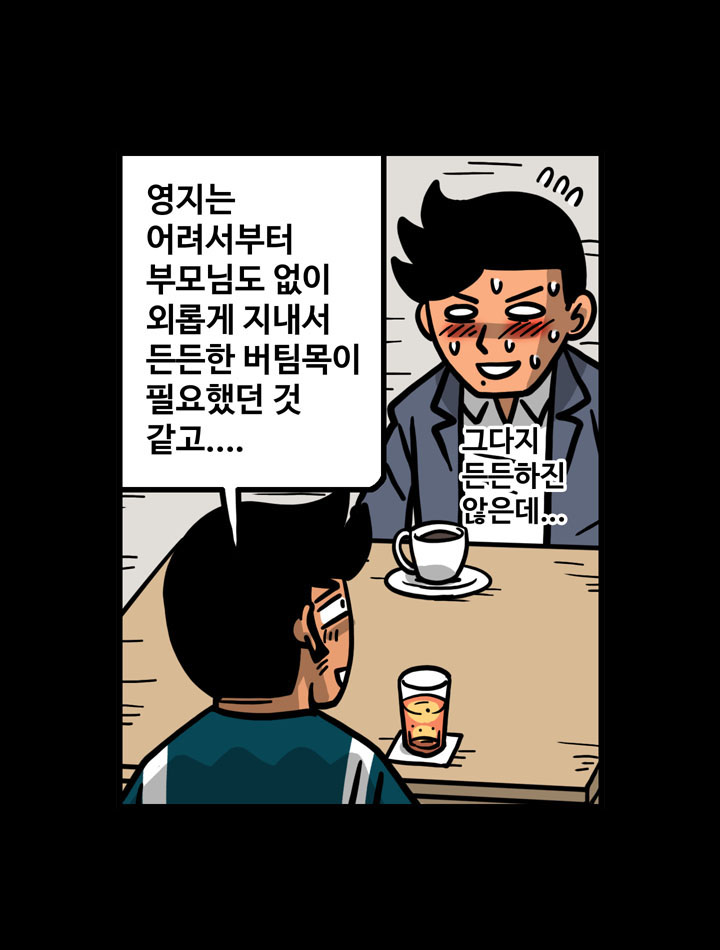 영지는
어려서부터
부모님도 없이
외롭게 지내서
든든한 버팀목이
필요했던 것
같고....
그다지
든든하진
않은데...